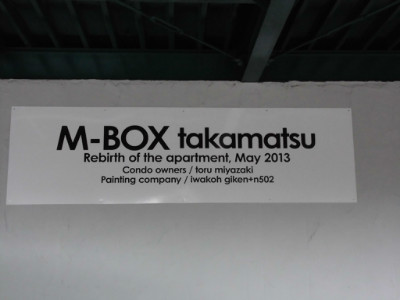 M-BOX takamatsu
Rebirth of the apartment, May 2013
Condo owners / toru miyazaki
Painting company / iwakoh giken+n502